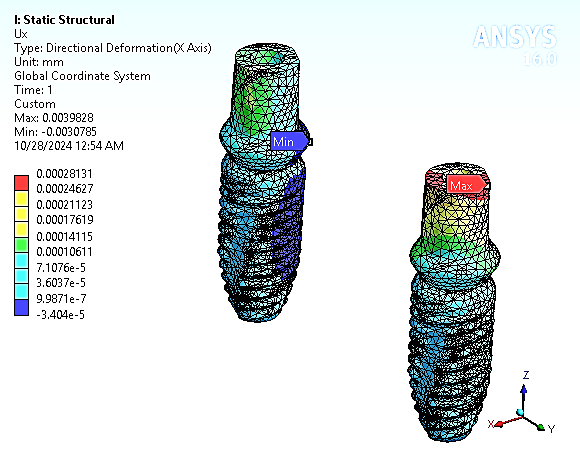 I: Static Structural
Ux
Type: Directional Deformation(X Axis)
Unit: mm
Global Coordinate System
Time: 1
Custom
Max: 0.0039828
Min: -0.0030785
10/28/2024 12:54 AM
ANSYS
16.0
0.00028131
0.00024627
0.00021123
0.00017619
0.00014115
0.00010611
7.1076e-5
3.6037e-5
9.9871e-7
-3.404e-5
Min
Max
Z
X
Y